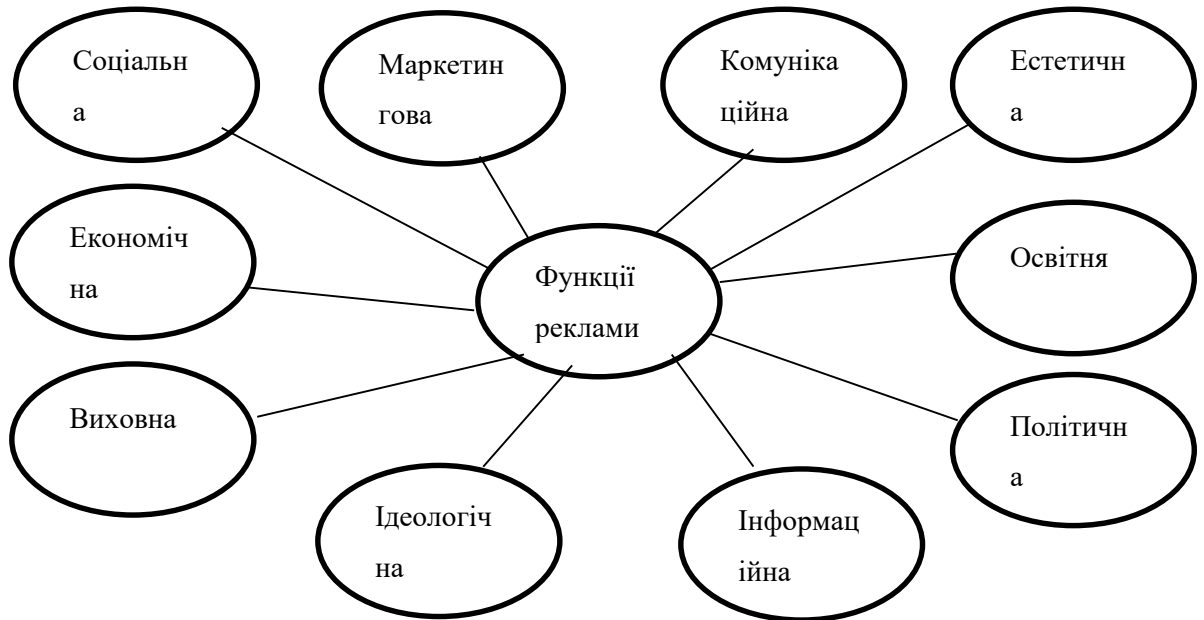 Соціальн
а
Маркетин
гова
Комуніка
ційна
Естетичн
а
Економіч
на
Функції
реклами
Освітня
Виховна
Політичн
а
Ідеологіч
на
Інформац
ійна